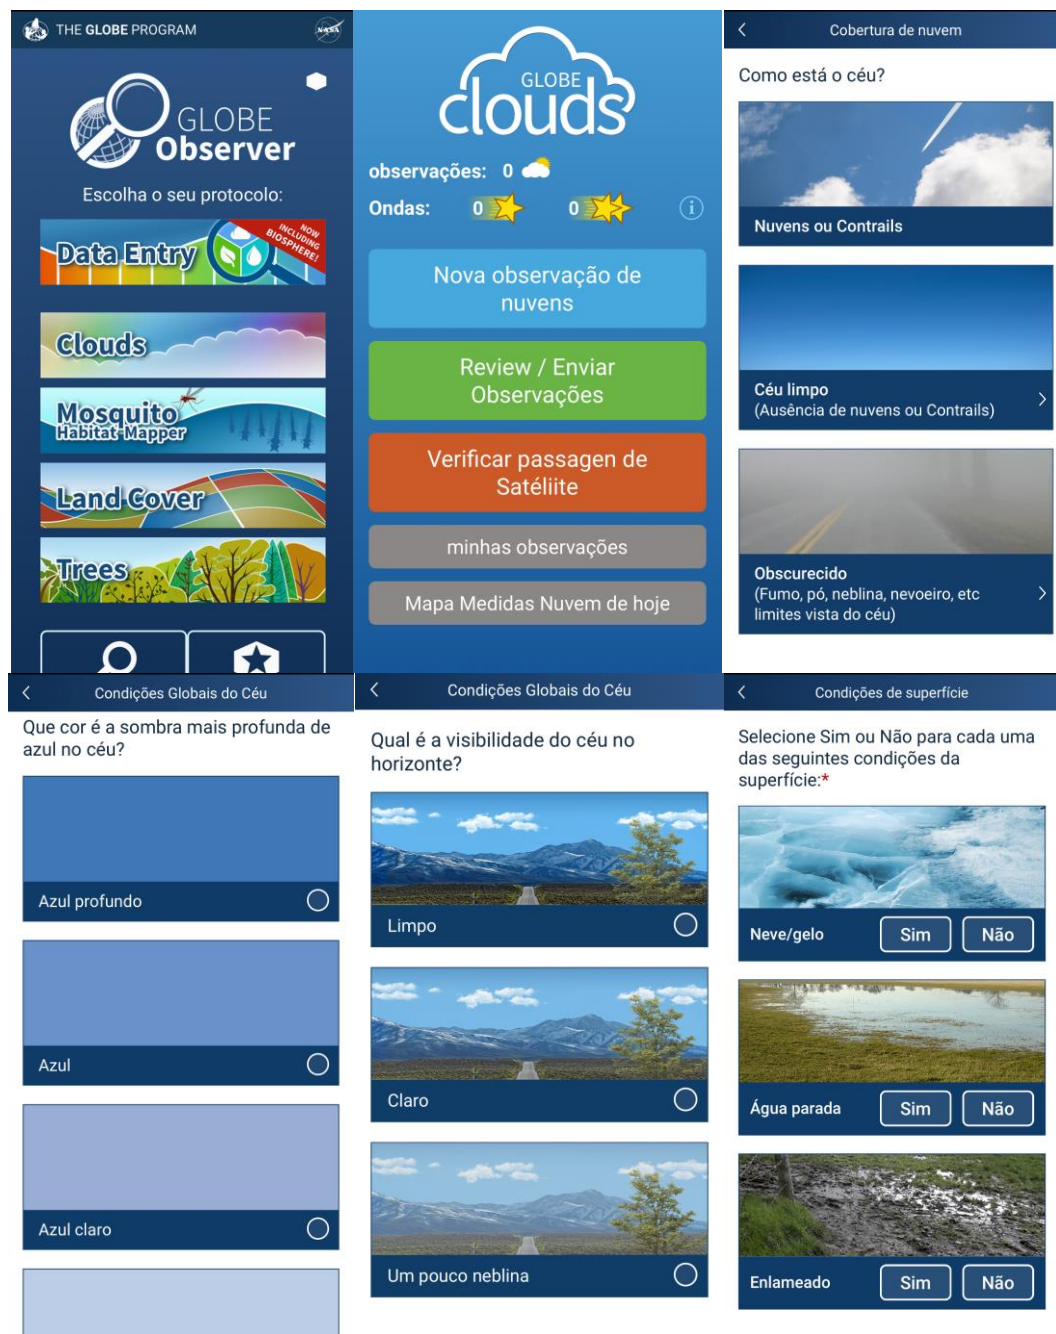 THE GLOBE PROGRAM
NASA
GLOBE
Observer
Escolha o seu protocolo:
Data Entry
NOW
INCLUDING
BIOSPHERE!
Clouds
Mosquito
Habitat Mapper
Land Cover
Trees
GLOBE
clouds
observações: 0
Ondas: 0 0
i
Nova observação de
nuvens
Review / Enviar
Observações
Verificar passagen de
Satéliite
minhas observações
Mapa Medidas Nuvem de hoje
Cobertura de nuvem
Como está o céu?
Nuvens ou Contrails
Céu limpo
(Ausência de nuvens ou Contrails)
Obscurecido
(Fumo, pó, neblina, nevoeiro, etc
limites vista do céu)
Condições Globais do Céu
Que cor é a sombra mais profunda de
azul no céu?
Azul profundo
Azul
Azul claro
Condições Globais do Céu
Qual é a visibilidade do céu no
horizonte?
Limpo
Claro
Um pouco neblina
Condições de superfície
Selecione Sim ou Não para cada uma
das seguintes condições da
superfície:*
Neve/gelo Sim Não
Água parada Sim Não
Enlameado Sim Não